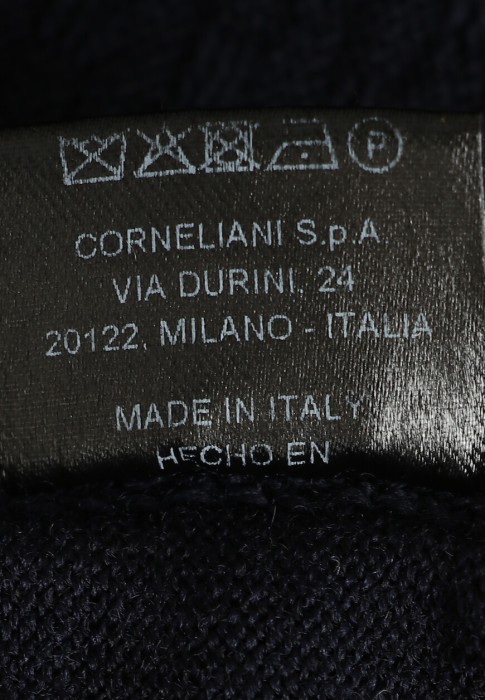 P
CORNELIANI S.p.A.
VIA DURINI, 24
20122, MILANO - ITALIA
MADE IN ITALY
HECHO EN